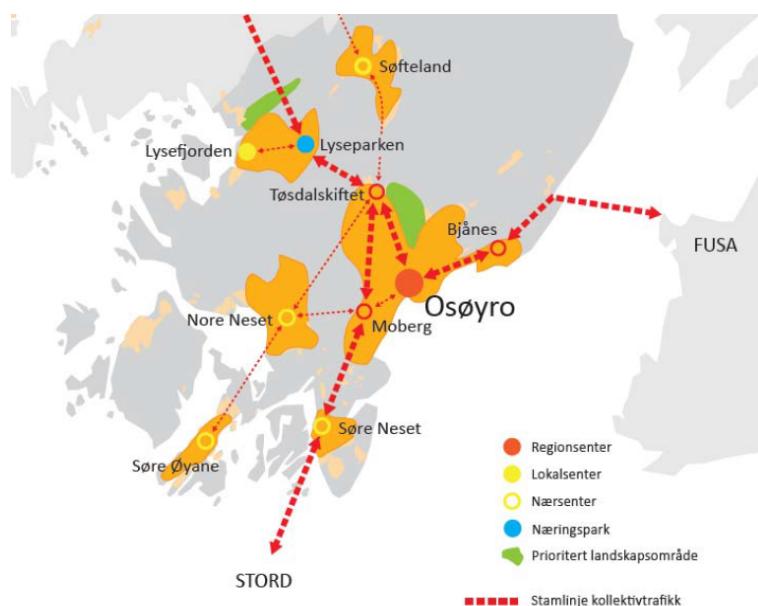 Søfteland
Lysefjorden
Lyseparken
Tøsdalskiftet
Bjånes
FUSA
Osøyro
Nore Neset
Moberg
Søre Neset
Søre Øyane
STORD
Regionsenter
Lokalsenter
Nærsenter
Næringspark
Prioritert landskapsområde
Stamlinje kollektivtrafikk